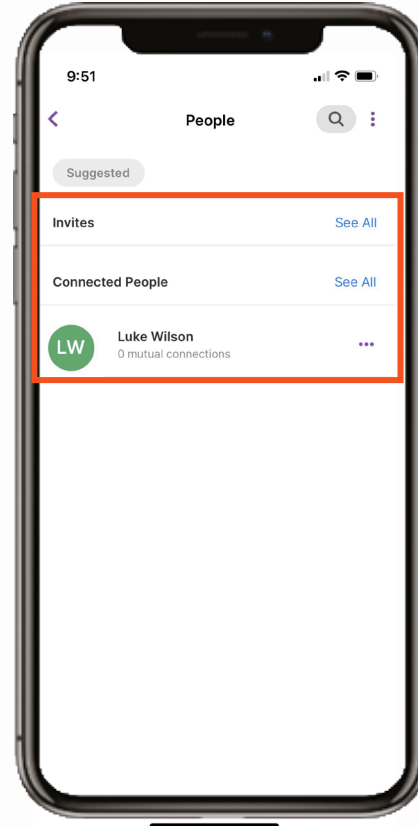 9:51
People
Suggested
Invites See All
Connected People See All
LW Luke Wilson
0 mutual connections